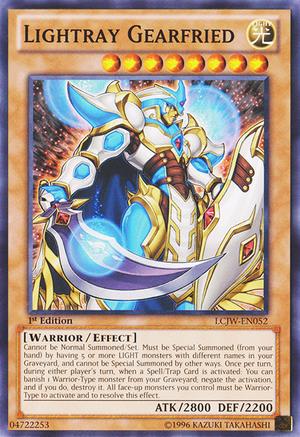 LIGHTRAY GEARFRIED
LIGHT
光
1st Edition
LCJW-EN052
[WARRIOR / EFFECT]
Cannot be Normal Summoned/Set. Must be Special Summoned (from your
hand) by having 5 or more LIGHT monsters with different names in your
Graveyard, and cannot be Special Summoned by other ways. Once per turn,
during either player's turn, when a Spell/Trap Card is activated: You can
banish 1 Warrior-Type monster from your Graveyard; negate the activation,
and if you do, destroy it. All face-up monsters you control must be Warrior-
Type to activate and to resolve this effect.
ATK/2800 DEF/2200
04722253
©1996 KAZUKI TAKAHASHI